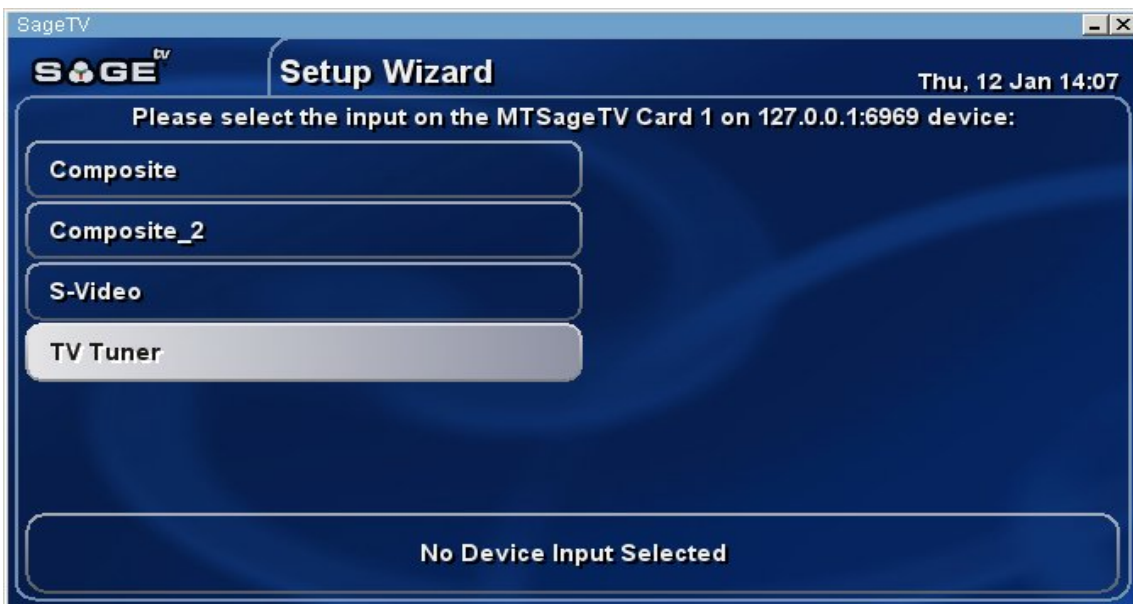 SageTV
SAGE tv
Setup Wizard
Thu, 12 Jan 14:07
Please select the input on the MTSageTV Card 1 on 127.0.0.1:6969 device:
Composite
Composite_2
S-Video
TV Tuner
No Device Input Selected